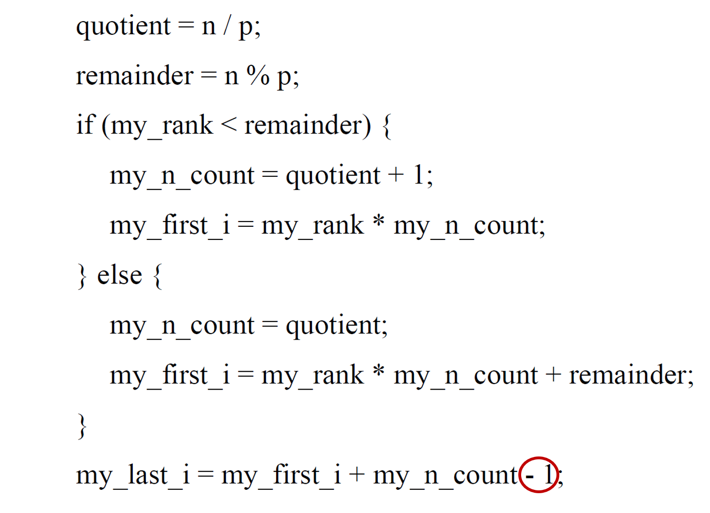 quotient = n / p;
remainder = n % p;
if (my_rank < remainder) {
my_n_count = quotient + 1;
my_first_i = my_rank * my_n_count;
} else {
my_n_count = quotient;
my_first_i = my_rank * my_n_count + remainder;
}
my_last_i = my_first_i + my_n_count - 1;